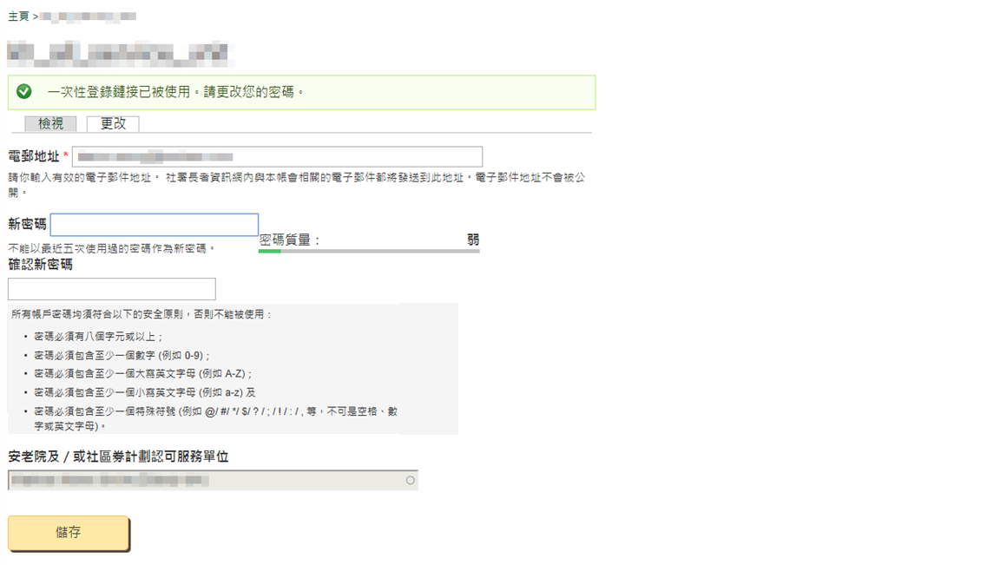 主頁 >
一次性登錄鏈接已被使用。請更改您的密碼。
檢視 更改
電郵地址 *
請你輸入有效的電子郵件地址。 社署長者資訊網內與本帳會相關的電子郵件都將發送到此地址。電子郵件地址不會被公
開。
新密碼
密碼質量： 弱
不能以最近五次使用過的密碼作為新密碼。
確認新密碼
所有帳戶密碼均須符合以下的安全原則，否則不能被使用：
• 密碼必須有八個字元或以上；
• 密碼必須包含至少一個數字 (例如 0-9)；
• 密碼必須包含至少一個大寫英文字母 (例如 A-Z)；
• 密碼必須包含至少一個小寫英文字母 (例如 a-z) 及
• 密碼必須包含至少一個特殊符號 (例如 @/ #/ */ $/ ? / ; / ! / : / , 等，不可是空格、數
字或英文字母)。
安老院及 / 或社區券計劃認可服務單位
儲存